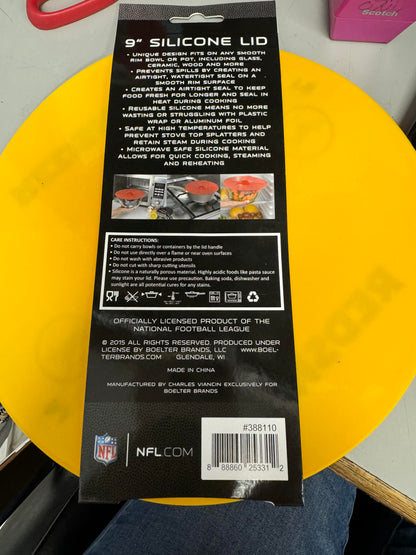 Scotch
9" SILICONE LID
• UNIQUE DESIGN FITS ON ANY SMOOTH
RIM BOWL OR POT, INCLUDING GLASS,
CERAMIC, WOOD AND MORE
• PREVENTS SPILLS BY CREATING AN
AIRTIGHT, WATERTIGHT SEAL ON A
SMOOTH RIM SURFACE
• CREATES AN AIRTIGHT SEAL TO KEEP
FOOD FRESH FOR LONGER AND SEAL IN
HEAT DURING COOKING
• REUSABLE SILICONE MEANS NO MORE
WASTING OR STRUGGLING WITH PLASTIC
WRAP OR ALUMINUM FOIL
• SAFE AT HIGH TEMPERATURES TO HELP
PREVENT STOVE TOP SPLATTERS AND
RETAIN STEAM DURING COOKING
• MICROWAVE SAFE SILICONE MATERIAL
ALLOWS FOR QUICK COOKING, STEAMING
AND REHEATING
CARE INSTRUCTIONS:
• Do not carry bowls or containers by the lid handle
• Do not use directly over a flame or near oven surfaces
• Do not wash with abrasive products
• Do not cut with sharp cutting utensils
• Silicone is a naturally porous material. Highly acidic foods like pasta sauce
may stain your lid. Please use precaution. Baking soda, dishwasher and
sunlight are all potential cures for any stains.
OFFICIALLY LICENSED PRODUCT OF THE
NATIONAL FOOTBALL LEAGUE
© 2015 ALL RIGHTS RESERVED. PRODUCED UNDER
LICENSE BY BOELTER BRANDS, LLC WWW.BOEL-
TERBRANDS.COM GLENDALE, WI
MADE IN CHINA
MANUFACTURED BY CHARLES VIANCIN EXCLUSIVELY FOR
BOELTER BRANDS
NFL
NFL.COM
#388110
8 88860 25331 2